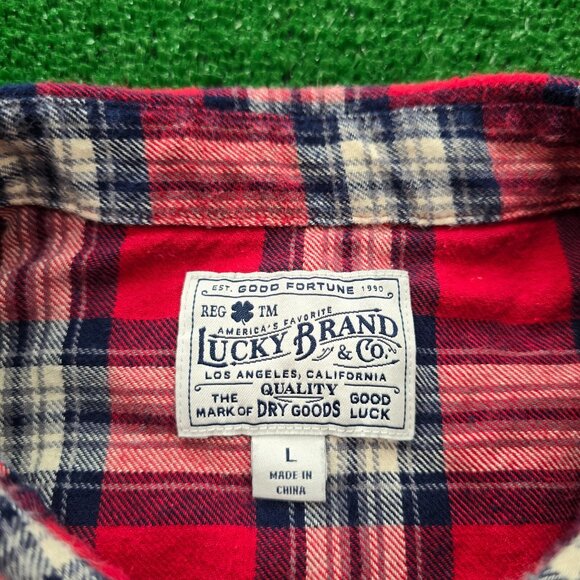 EST. GOOD FORTUNE 1990
REG TM
AMERICA'S FAVORITE
LUCKY BRAND
& CO.
LOS ANGELES, CALIFORNIA
QUALITY
THE MARK OF DRY GOODS GOOD LUCK
L
MADE IN
CHINA